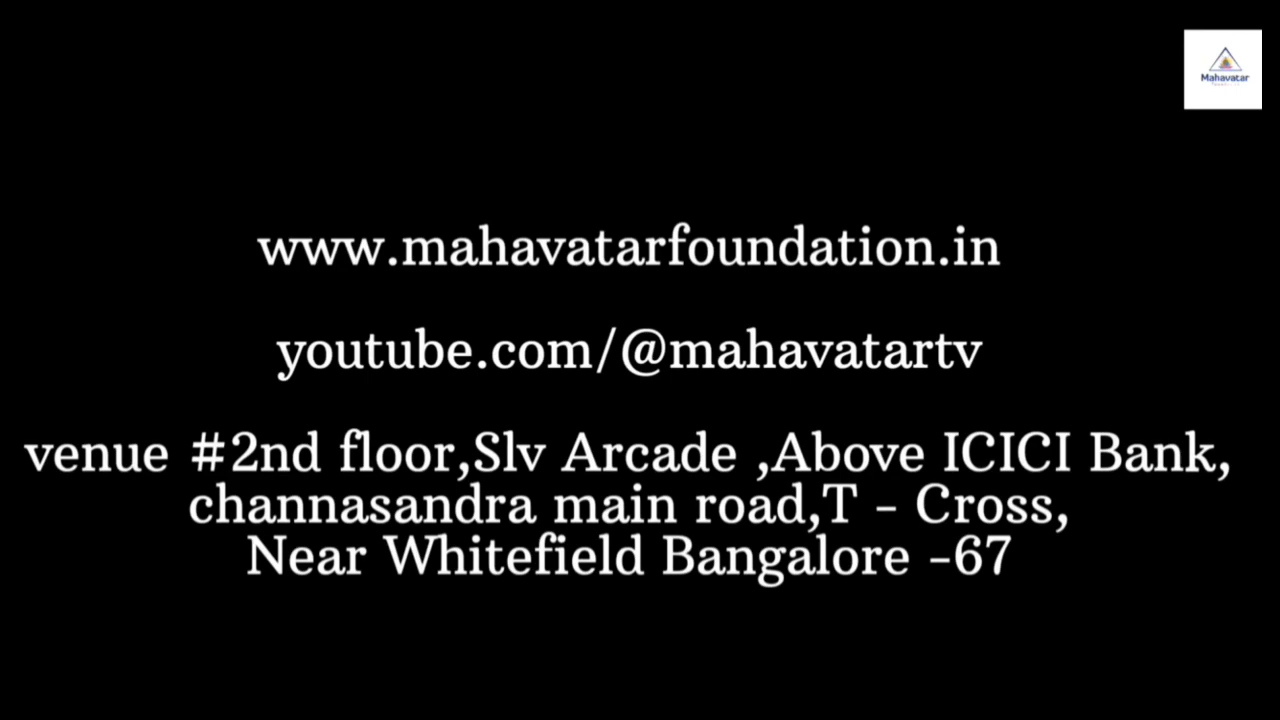 Mahavatar
www.mahavatarfoundation.in
youtube.com/@mahavatartv
venue #2nd floor,Slv Arcade ,Above ICICI Bank,
channasandra main road,T - Cross,
Near Whitefield Bangalore -67